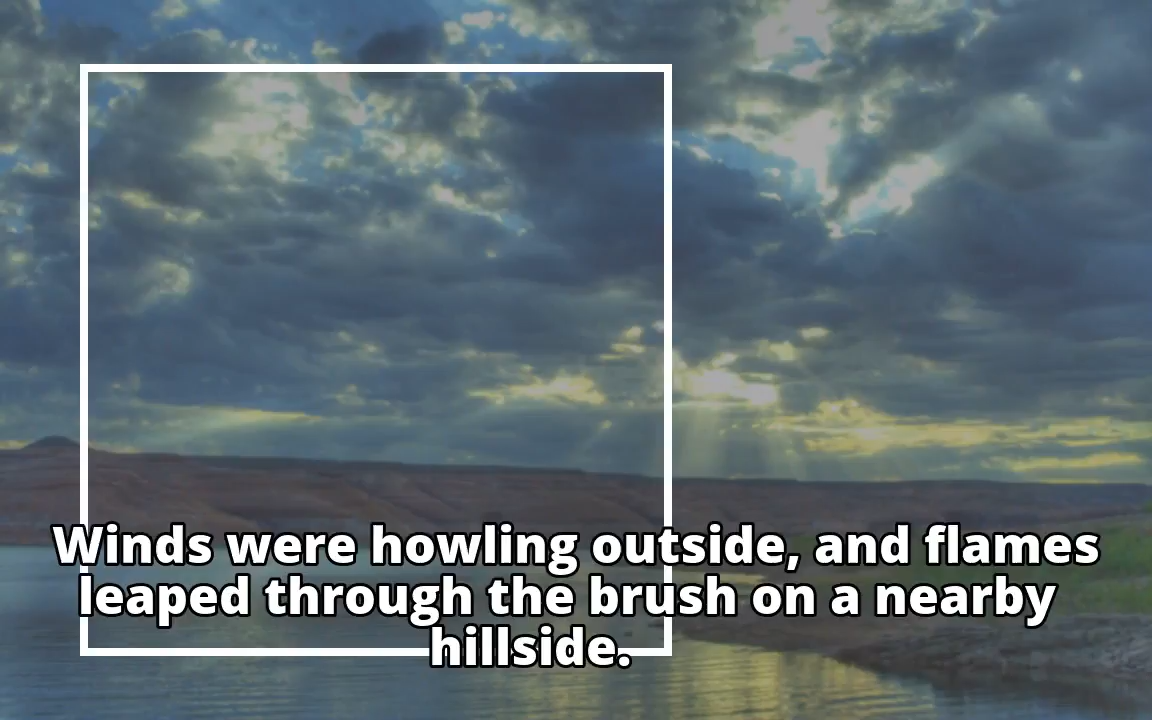 Winds were howling outside, and flames
leaped through the brush on a nearby
hillside.